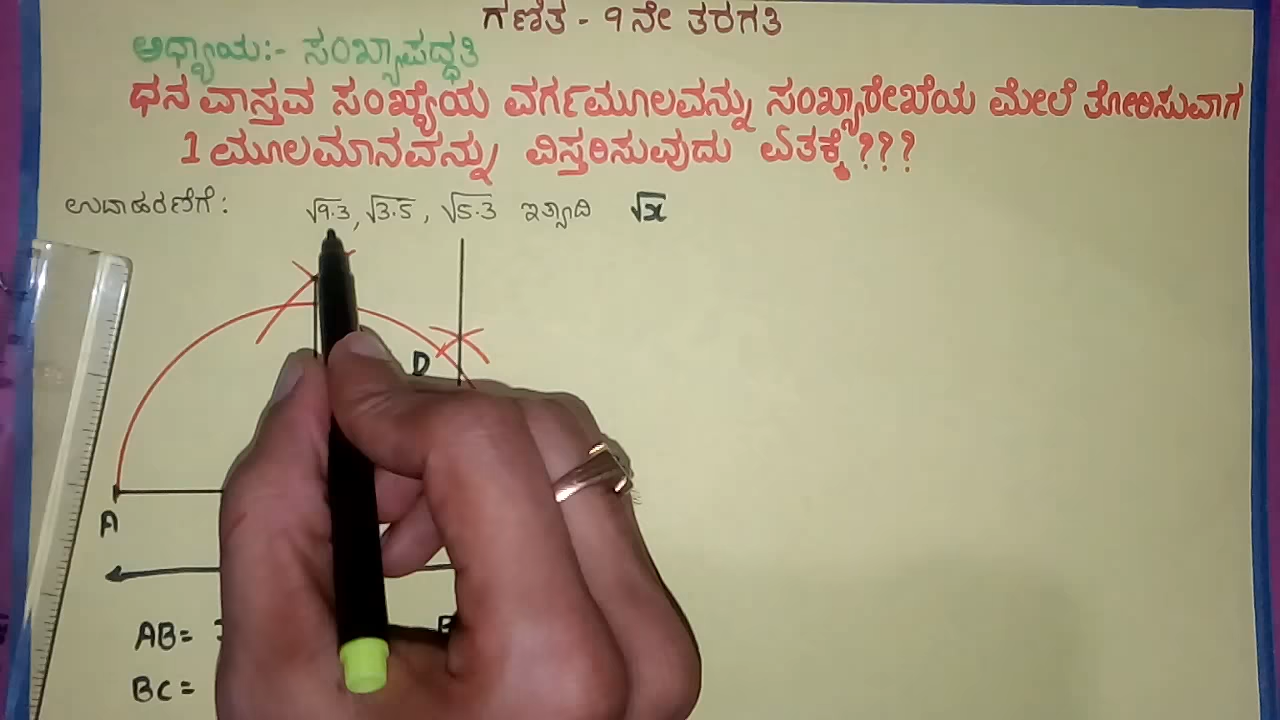 ಗಣಿತ - 9 ನೇ ತರಗತಿ
ಅಧ್ಯಾಯ:- ಸಂಖ್ಯಾಪದ್ಧತಿ
ಧನ ವಾಸ್ತವ ಸಂಖ್ಯೆಯ ವರ್ಗಮೂಲವನ್ನು ಸಂಖ್ಯಾರೇಖೆಯ ಮೇಲೆ ತೋರಿಸುವಾಗ
1 ಮೂಲಮಾನವನ್ನು ವಿಸ್ತರಿಸುವುದು ಏತಕ್ಕೆ???
ಉದಾಹರಣೆಗೆ: √9.3, √3.5, √5.3 ಇತ್ಯಾದಿ √x
D
A
AB=
BC=